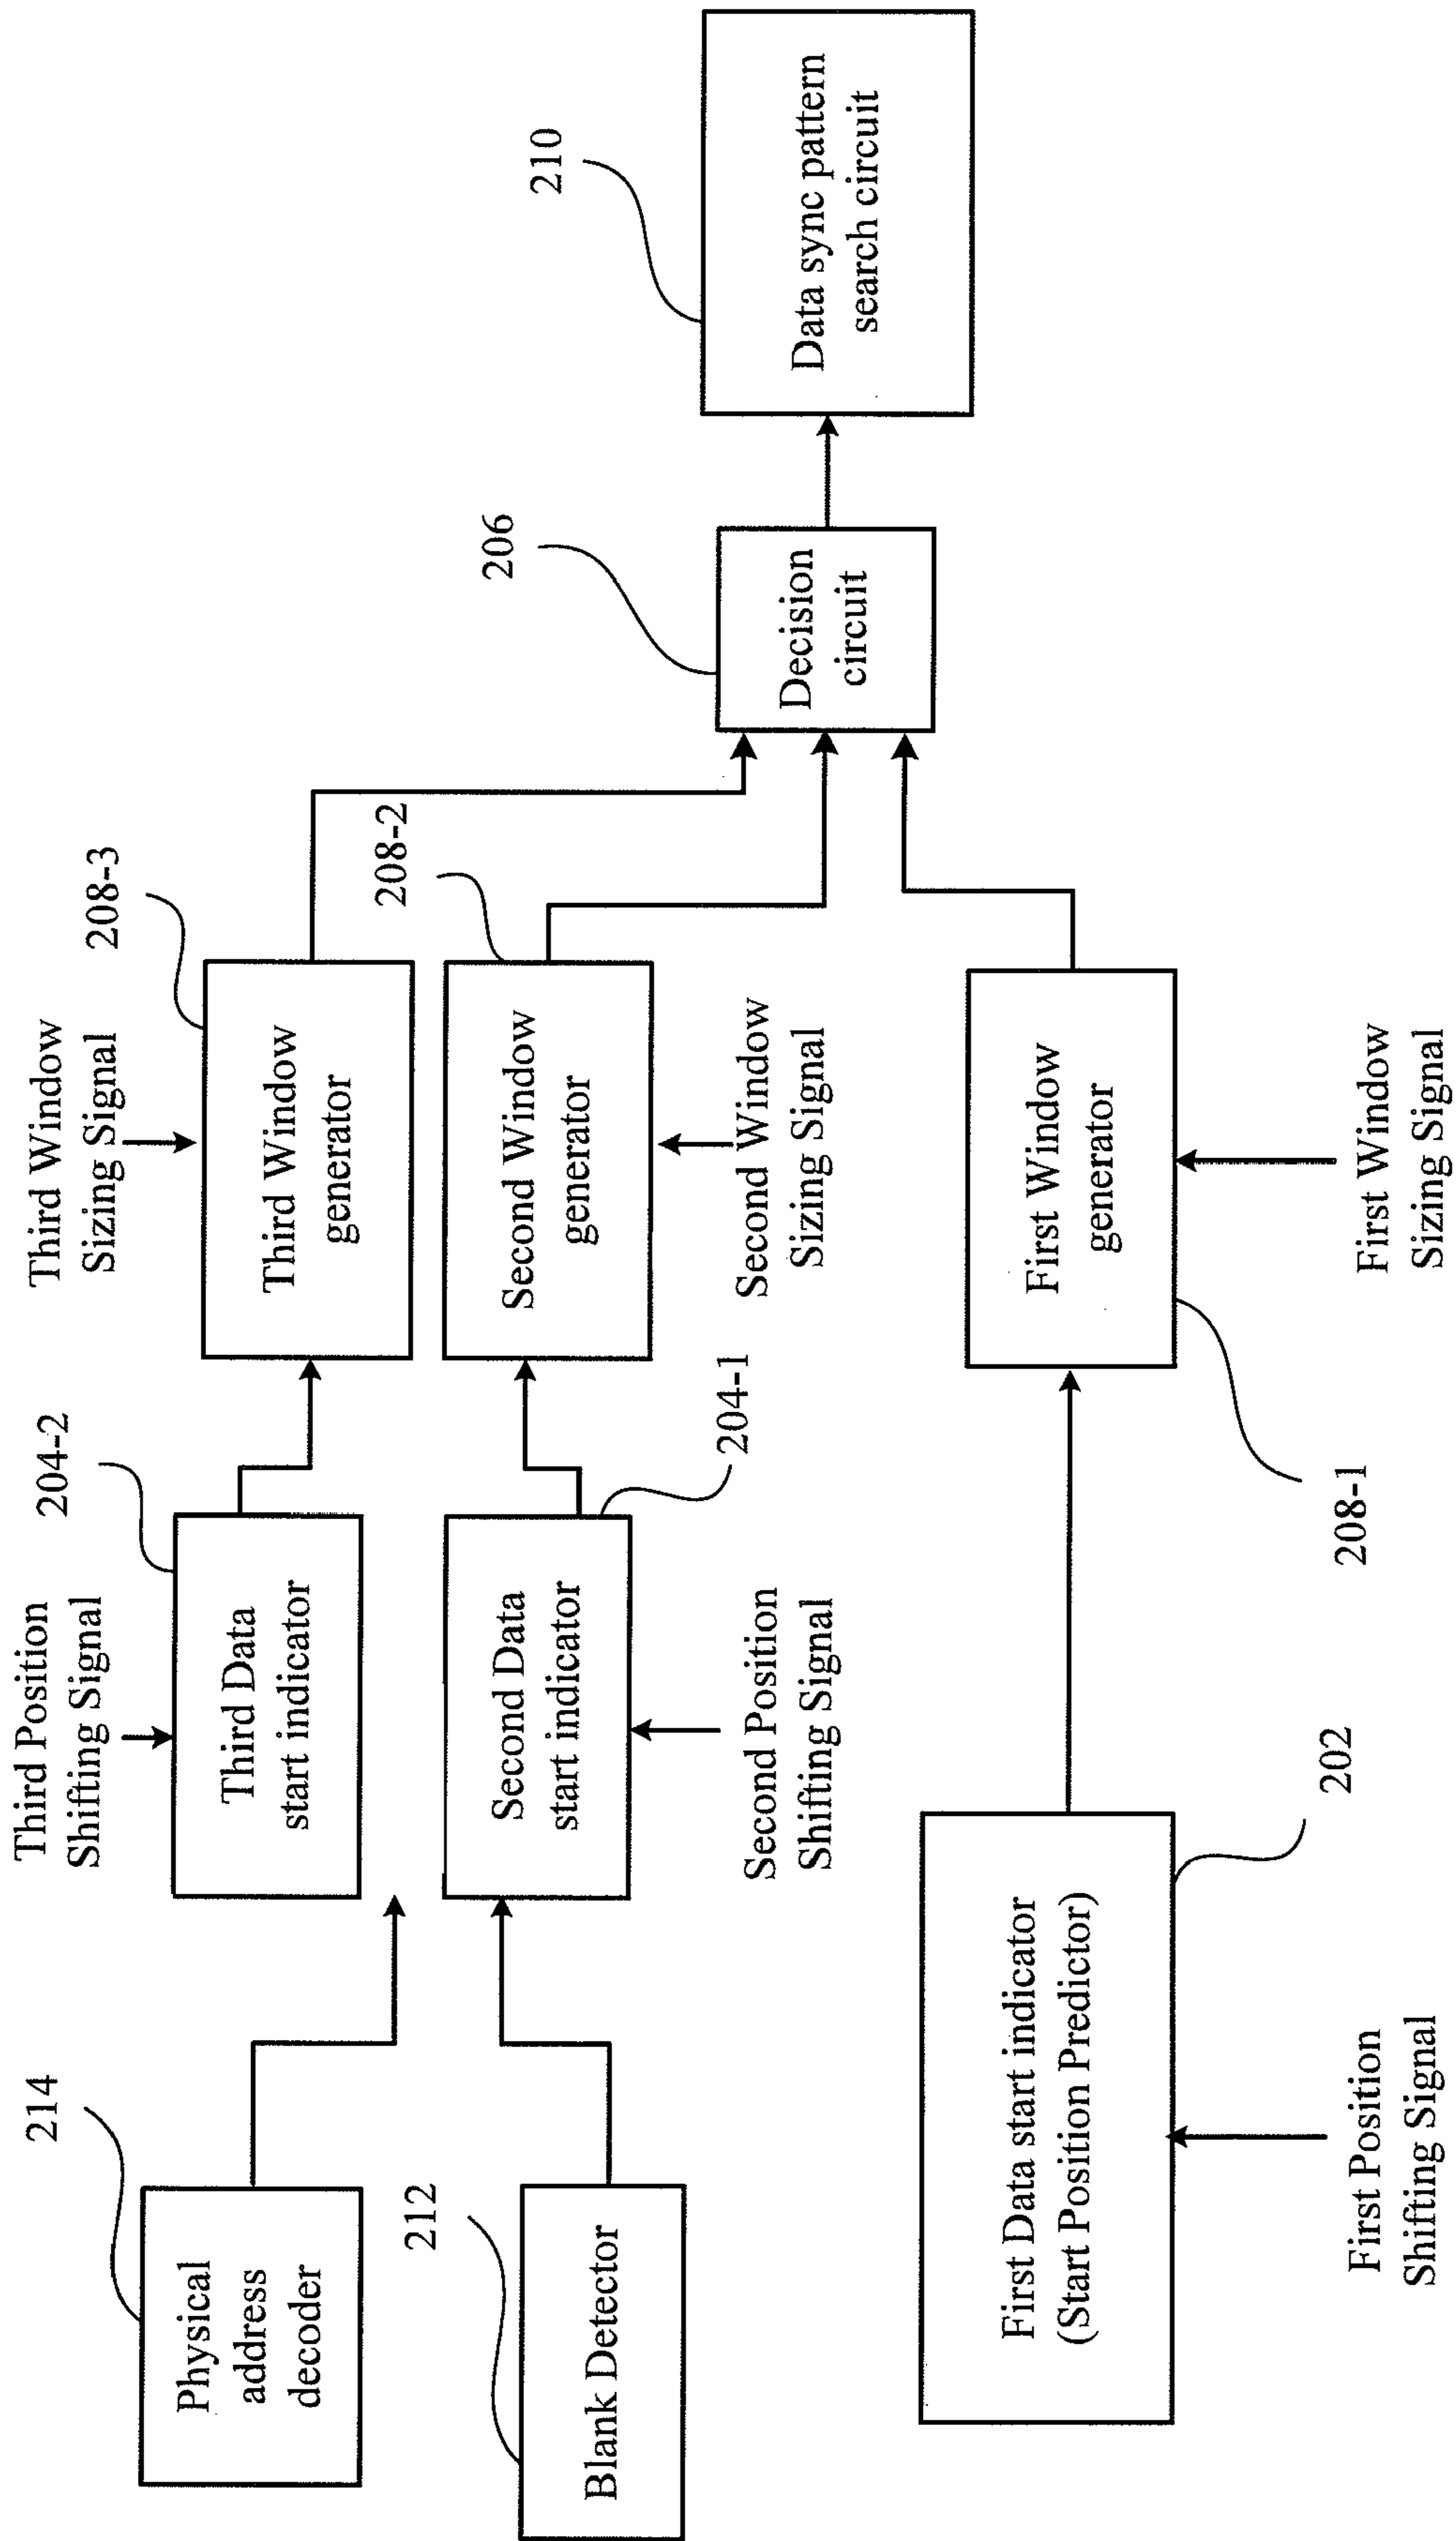 214
Physical
address
decoder
212
Blank Detector
Third Position
Shifting Signal
204-2
Third Data
start indicator
Second Data
start indicator
204-1
Second Position
Shifting Signal
First Data start indicator
(Start Position Predictor)
202
First Position
Shifting Signal
Third Window
Sizing Signal
208-3
Third Window
generator
208-2
Second Window
generator
Second Window
Sizing Signal
First Window
generator
208-1
First Window
Sizing Signal
206
Decision
circuit
210
Data sync pattern
search circuit